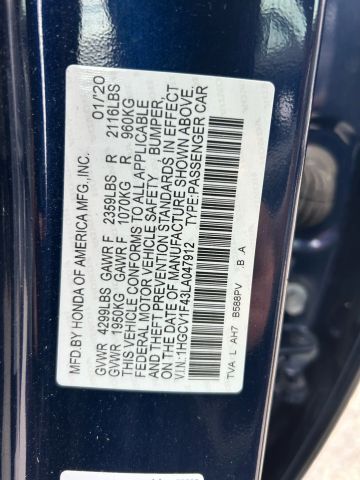 MFD.BY HONDA OF AMERICA MFG.,INC. 01/'20
GVWR 4299LBS GAWR F 2359LBS R 2116LBS
GVWR 1950KG GAWR F 1070KG R 960KG
THIS VEHICLE CONFORMS TO ALL APPLICABLE
FEDERAL MOTOR VEHICLE SAFETY BUMPER,
THEFT PREVENTION STANDARDS IN EFFECT
ON THE DATE OF MANUFACTURE SHOWN ABOVE.
V.I.N.:1HGCV1F43LA047912 TYPE:PASSENGER CAR
TVA L AH7 B588PV .B A